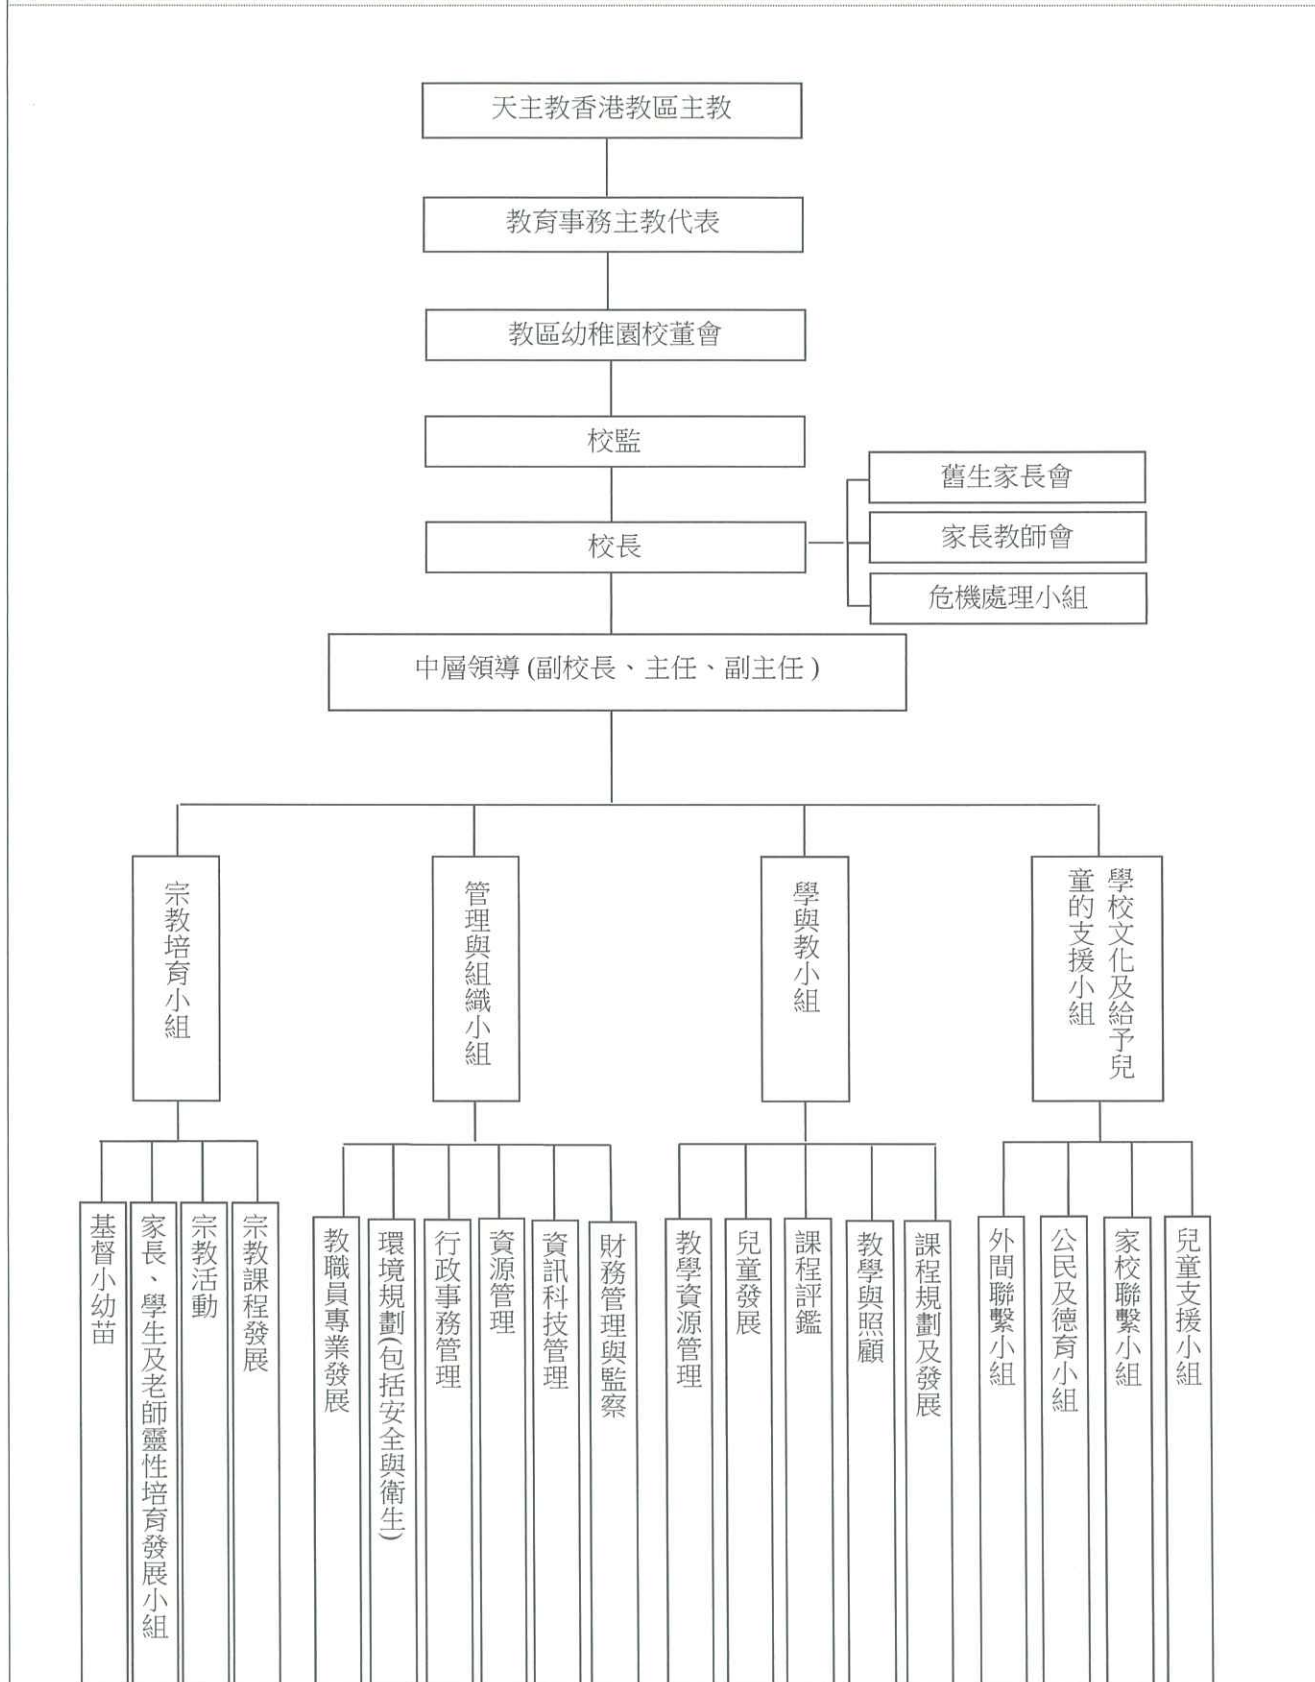 天主教香港教區主教
教育事務主教代表
教區幼稚園校董會
校監
舊生家長會
校長
家長教師會
危機處理小組
中層領導 (副校長、主任、副主任 )
宗教培育小組
管理與組織小組
學與教小組
學校文化及給予兒
童的支援小組
基督小幼苗
家長、學生及老師靈性培育發展小組
宗教活動
宗教課程發展
教職員專業發展
環境規劃(包括安全與衛生)
行政事務管理
資源管理
資訊科技管理
財務管理與監察
教學資源管理
兒童發展
課程評鑑
教學與照顧
課程規劃及發展
外間聯繫小組
公民及德育小組
家校聯繫小組
兒童支援小組